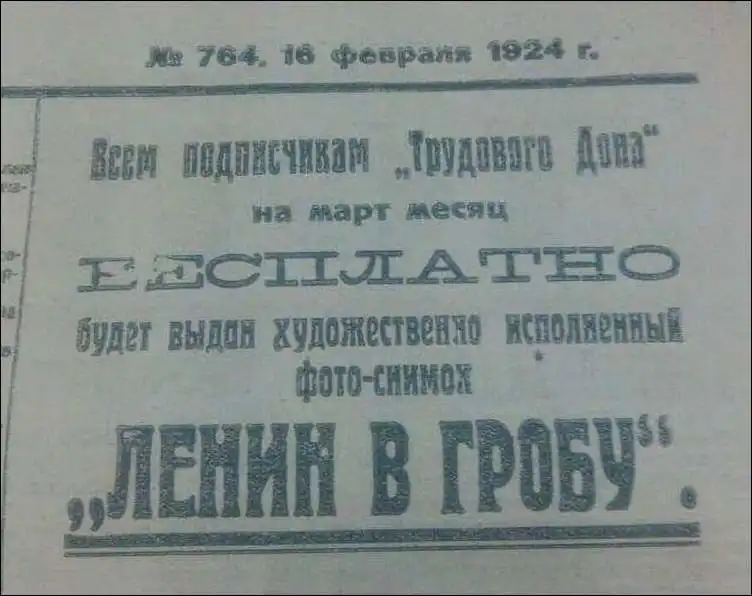 № 764. 16 февраля 1924 г.
Всем подписчикам „Трудового Дона“
на март месяц
БЕСПЛАТНО
будет выдан художественно исполненный
фото-снимок
„ЛЕНИН В ГРОБУ“.